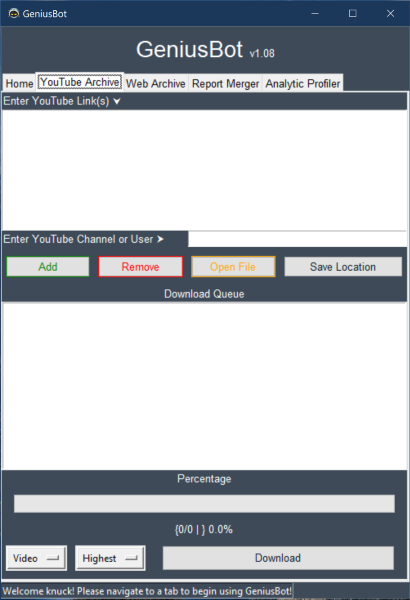 GeniusBot
GeniusBot v1.08
Home YouTube Archive Web Archive Report Merger Analytic Profiler
Enter YouTube Link(s) ⮟
Enter YouTube Channel or User ⮞
Add Remove Open File Save Location
Download Queue
Percentage
{0/0 | } 0.0%
Video Highest Download
Welcome knuck! Please navigate to a tab to begin using GeniusBot!